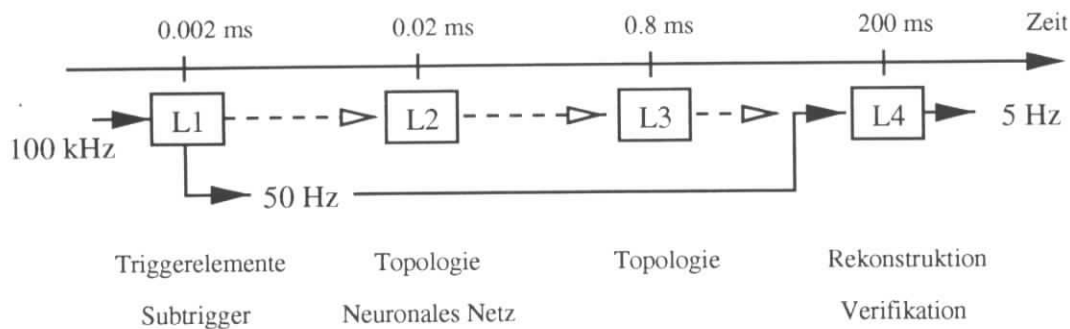 0.002 ms 0.02 ms 0.8 ms 200 ms Zeit
L1 L2 L3 L4 5 Hz
100 kHz
50 Hz
Triggerelemente Topologie Topologie Rekonstruktion
Subtrigger Neuronales Netz Verifikation